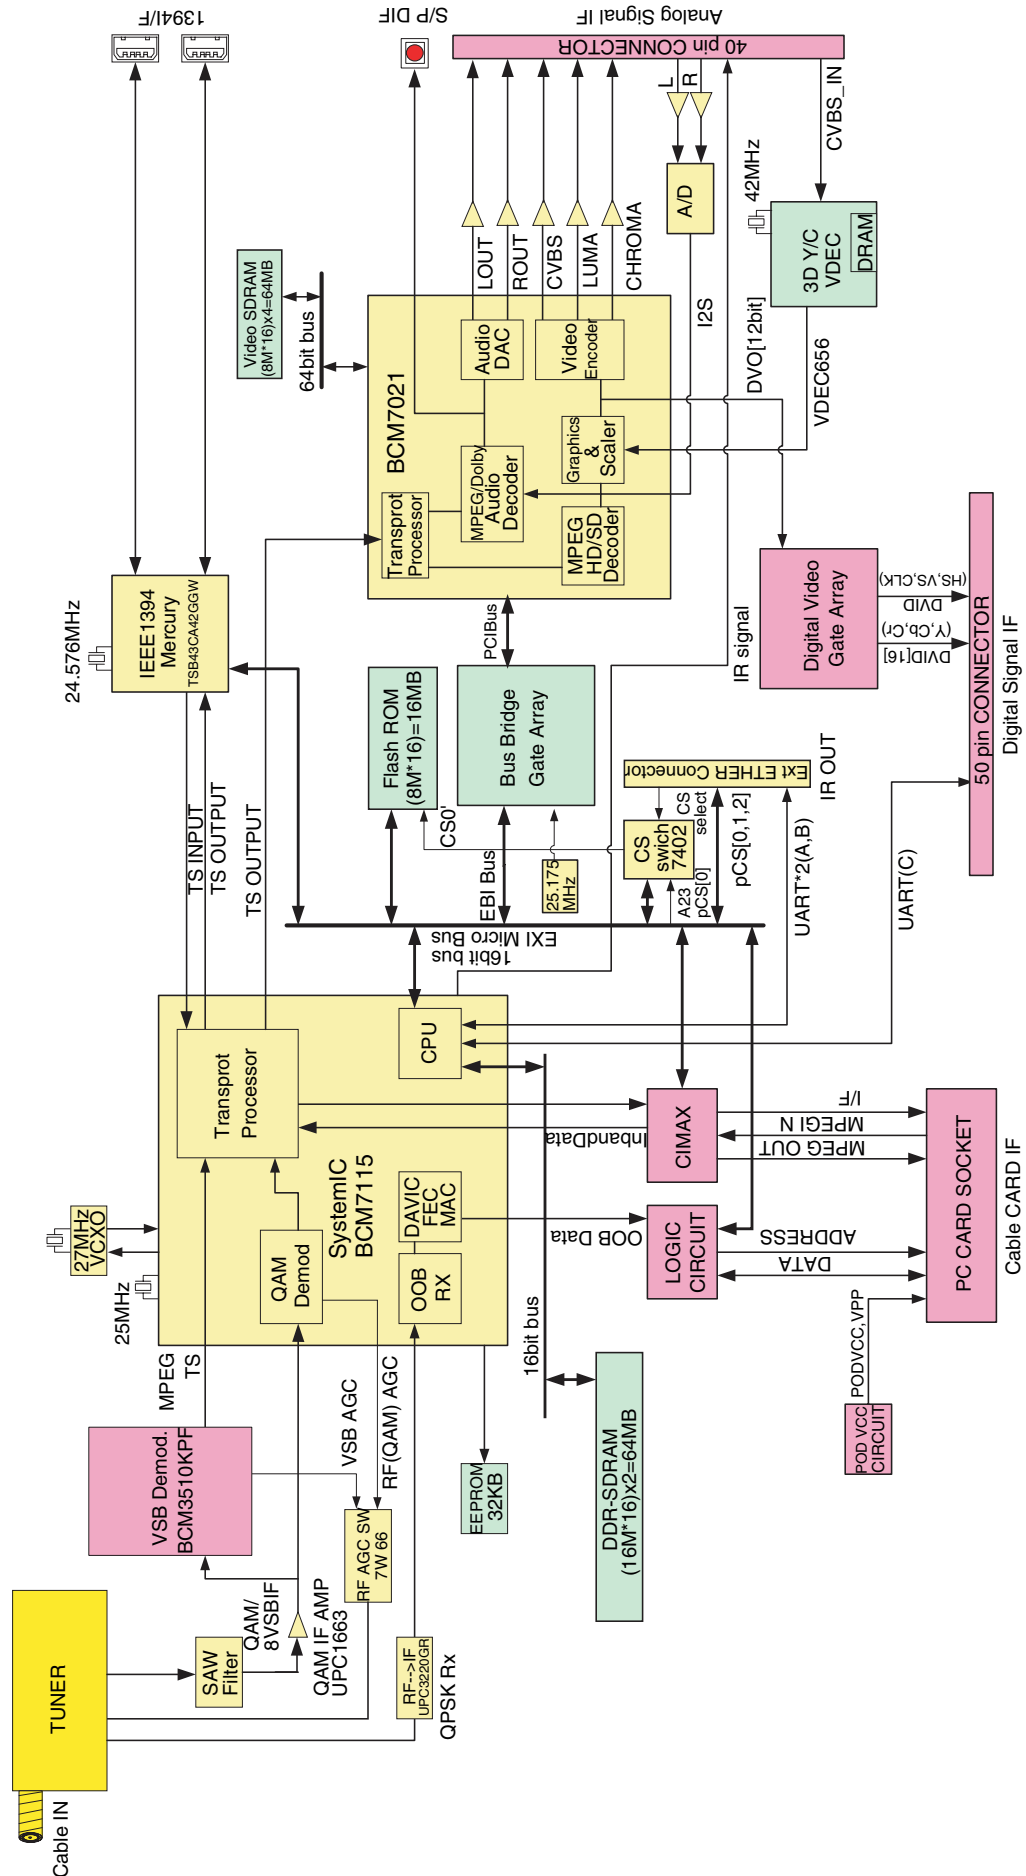 Cable IN
TUNER
SAW
Filter
QAM/
8VSBIF
QAM IF AMP
UPC1663
RF-->IF
UPC3220GR
QPSK Rx
VSB Demod.
BCM3510KPF
RF AGC SW
7W 66
VSB AGC
RF(QAM) AGC
EEPROM
32KB
DDR-SDRAM
(16M*16)x2=64MB
16bit bus
MPEG
TS
25MHz
27MHz
VCXO
SystemIC
BCM7115
QAM
Demod
OOB
RX
DAVIC
FEC
MAC
Transprot
Processor
CPU
InbandData
OOB Data
TS INPUT
TS OUTPUT
TS OUTPUT
24.576MHz
IEEE1394
Mercury
TSB43CA42GGW
1394I/F
16bit bus
EXI Micro Bus
EBI Bus
Flash ROM
(8M*16)=16MB
CS0'
Bus Bridge
Gate Array
25.175
MHz
PCIBus
CS
swich
7402
CS
select
A23
pCS[0]
pCS[0,1,2]
Ext ETHER Connector
IR OUT
IR signal
UART*2(A,B)
UART(C)
Video SDRAM
(8M*16)x4=64MB
64bit bus
BCM7021
Transprot
Processor
MPEG/Dolby
Audio
Decoder
MPEG
HD/SD
Decoder
Graphics
&
Scaler
Audio
DAC
Video
Encoder
LOUT
ROUT
CVBS
LUMA
CHROMA
S/P DIF
Analog Signal IF
40 pin CONNECTOR
L
R
A/D
I2S
CVBS_IN
42MHz
3D Y/C
VDEC
DRAM
DVO[12bit]
VDEC656
Digital Video
Gate Array
DVID
(HS,VS,CLK)
DVID[16]
(Y,Cb,Cr)
50 pin CONNECTOR
Digital Signal IF
CIMAX
LOGIC
CIRCUIT
I/F
MPEGI N
MPEG OUT
ADDRESS
DATA
PC CARD SOCKET
Cable CARD IF
PODVCC,VPP
POD VCC
CIRCUIT